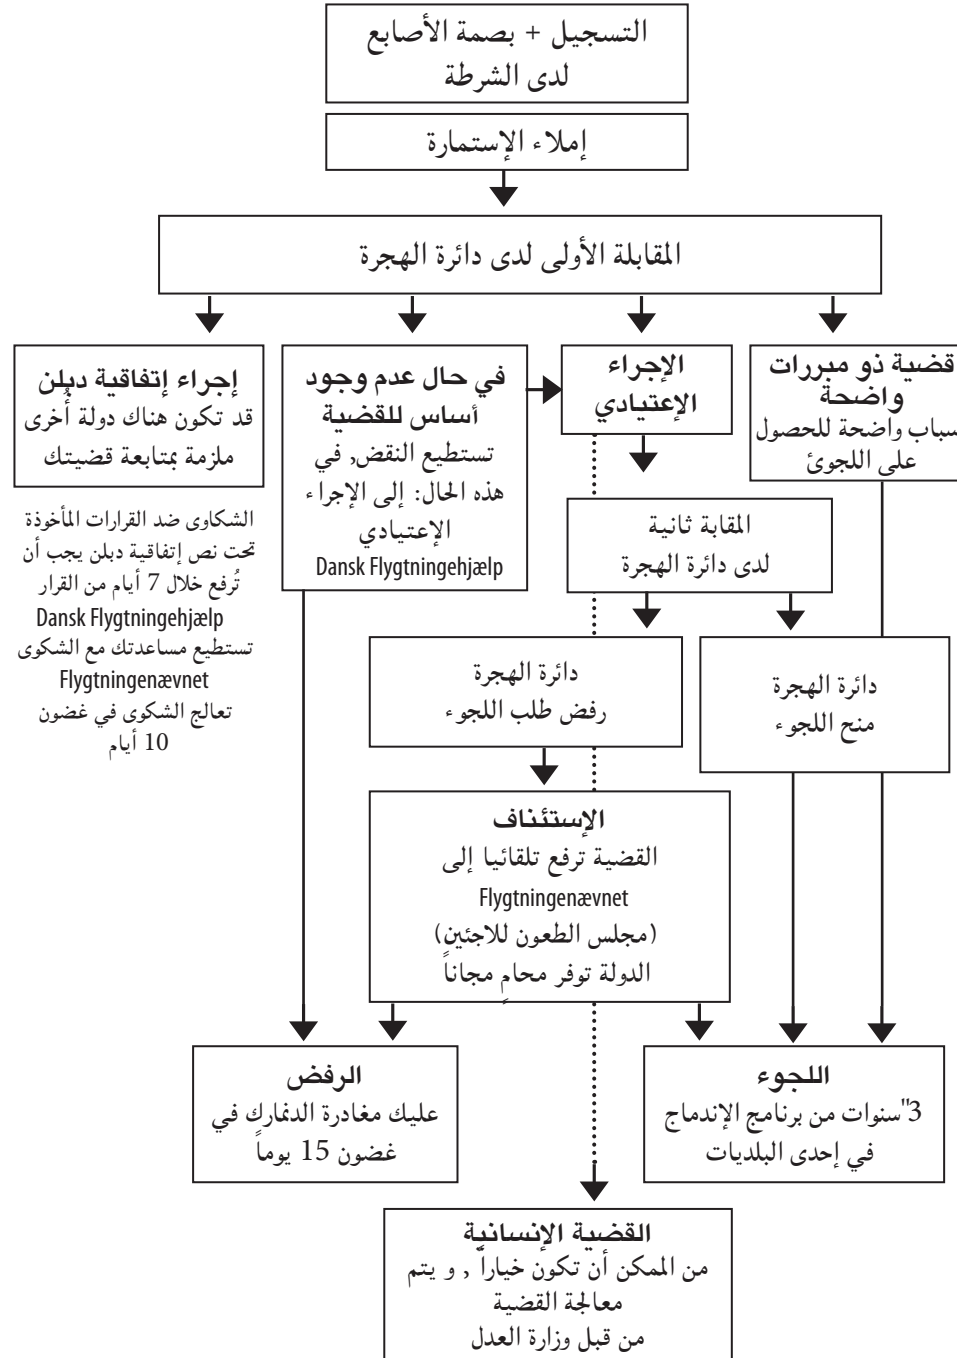 التسجيل + بصمة الأصابع
لدى الشرطة
إملاء الإستمارة
المقابلة الأولى لدى دائرة الهجرة
قضية ذو مبررات
واضحة
سباب واضحة للحصول
على اللجوئ
الإجراء
الإعتيادي
في حال عدم وجود
أساس للقضية
تستطيع النقض, في
هذه الحال: إلى الإجراء
الإعتيادي
Dansk Flygtningehjælp
إجراء إتفاقية دبلن
قد تكون هناك دولة أُخرى
ملزمة بمتابعة قضيتك
الشكاوى ضد القرارات المأخوذة
تحت نص إتفاقية دبلن يجب أن
تُرفع خلال 7 أيام من القرار
Dansk Flygtningehjælp
تستطيع مساعدتك مع الشكوى
Flygtningenævnet
تعالج الشكوى في غضون
10 أيام
المقابة ثانية
لدى دائرة الهجرة
دائرة الهجرة
منح اللجوء
دائرة الهجرة
رفض طلب اللجوء
الإستئناف
القضية ترفع تلقائيا إلى
Flygtningenævnet
(مجلس الطعون للاجئين)
الدولة توفر محامٍ مجاناً
اللجوء
3"سنوات من برنامج الإندماج
في إحدى البلديات
الرفض
عليك مغادرة الدنمارك في
غضون 15 يوماً
القضية الإنسانية
من الممكن أن تكون خياراً , و يتم
معالجة القضية
من قبل وزارة العدل